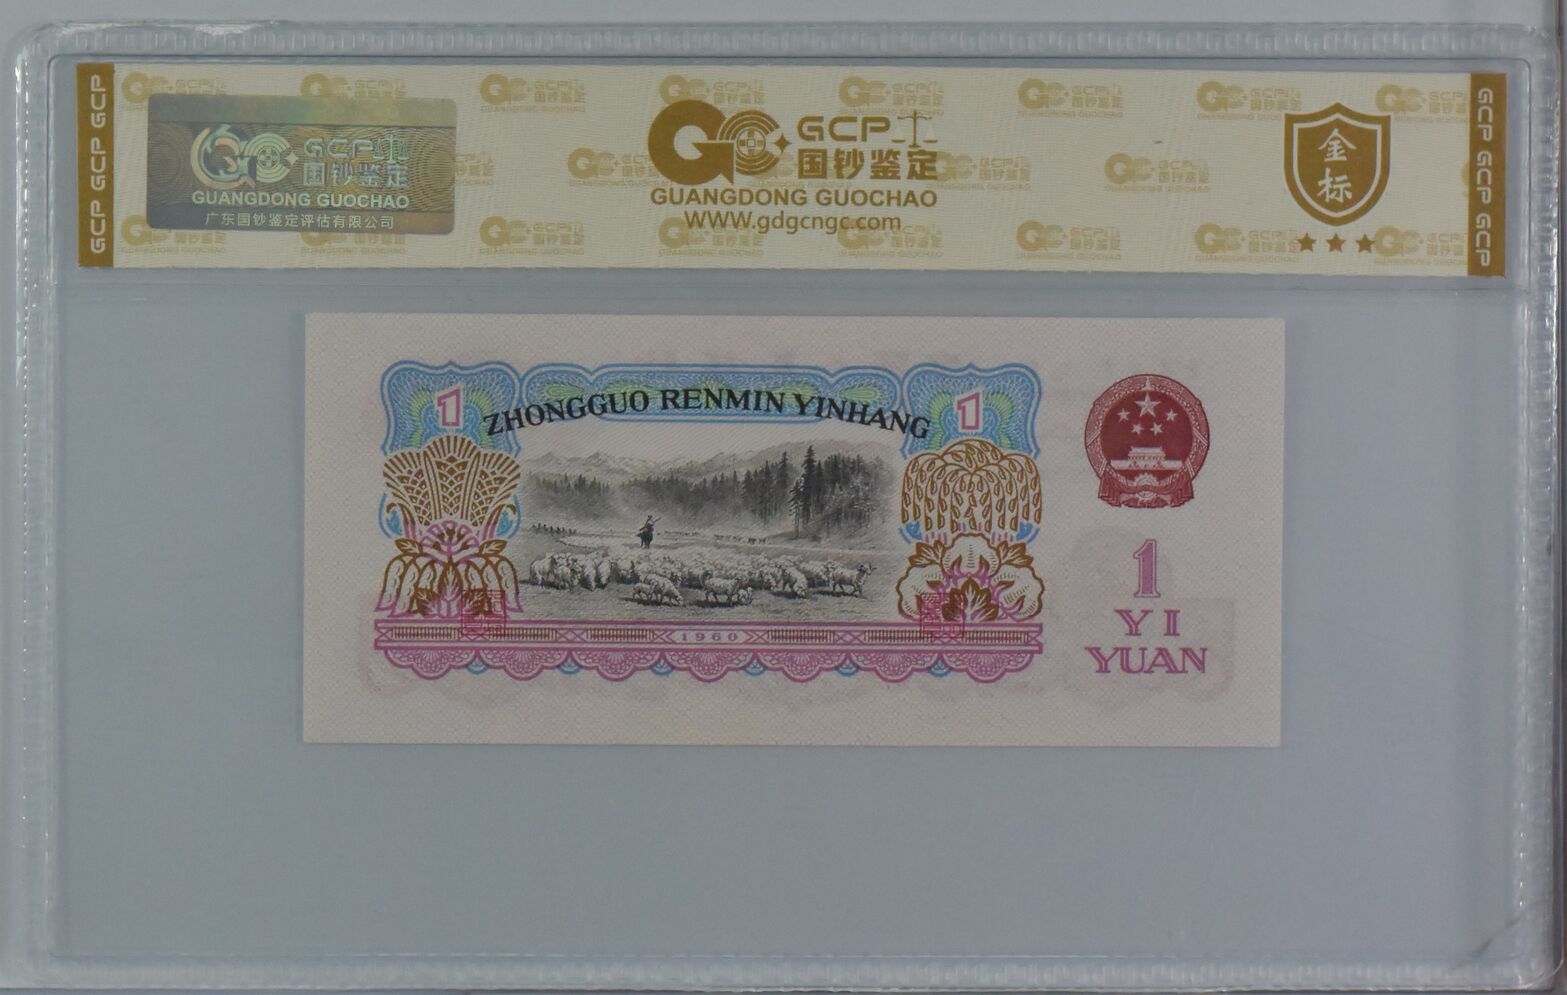 GCP GCP GCP
GCP
国钞鉴定
GUANGDONG GUOCHAO
广东国钞鉴定评估有限公司
GCP
国钞鉴定
GUANGDONG GUOCHAO
WWW.gdgcngc.com
金
标
GCP GCP GCP
1
ZHONGGUO RENMIN YINHANG
1
1960
1
YI
YUAN